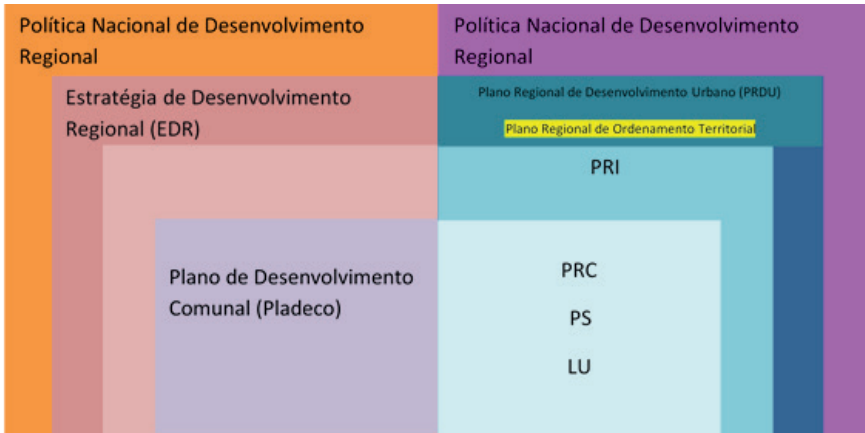 Política Nacional de Desenvolvimento
Regional
Estratégia de Desenvolvimento
Regional (EDR)
Plano de Desenvolvimento
Comunal (Pladeco)
Política Nacional de Desenvolvimento
Regional
Plano Regional de Desenvolvimento Urbano (PRDU)
Plano Regional de Ordenamento Territorial
PRI
PRC
PS
LU